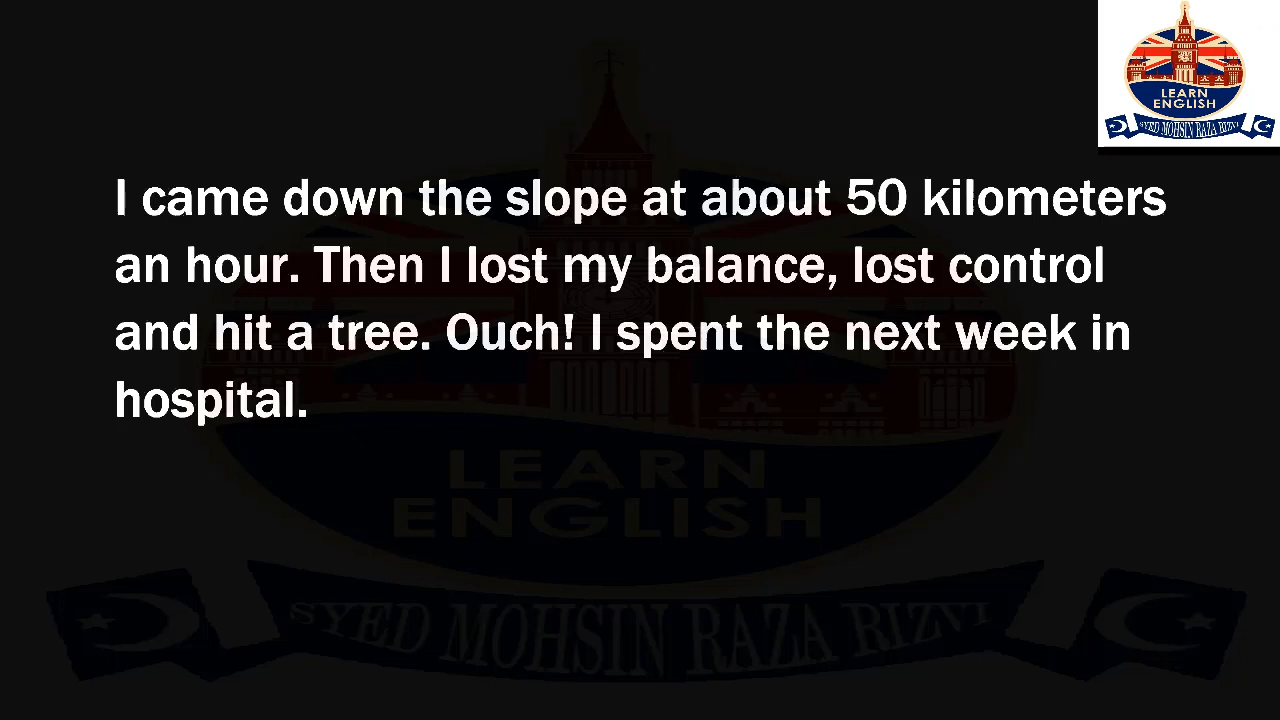 LEARN
ENGLISH
SYED MOHSIN RAZA RIZVI
I came down the slope at about 50 kilometers
an hour. Then I lost my balance, lost control
and hit a tree. Ouch! I spent the next week in
hospital.
LEARN
ENGLISH
SYED MOHSIN RAZA RIZVI